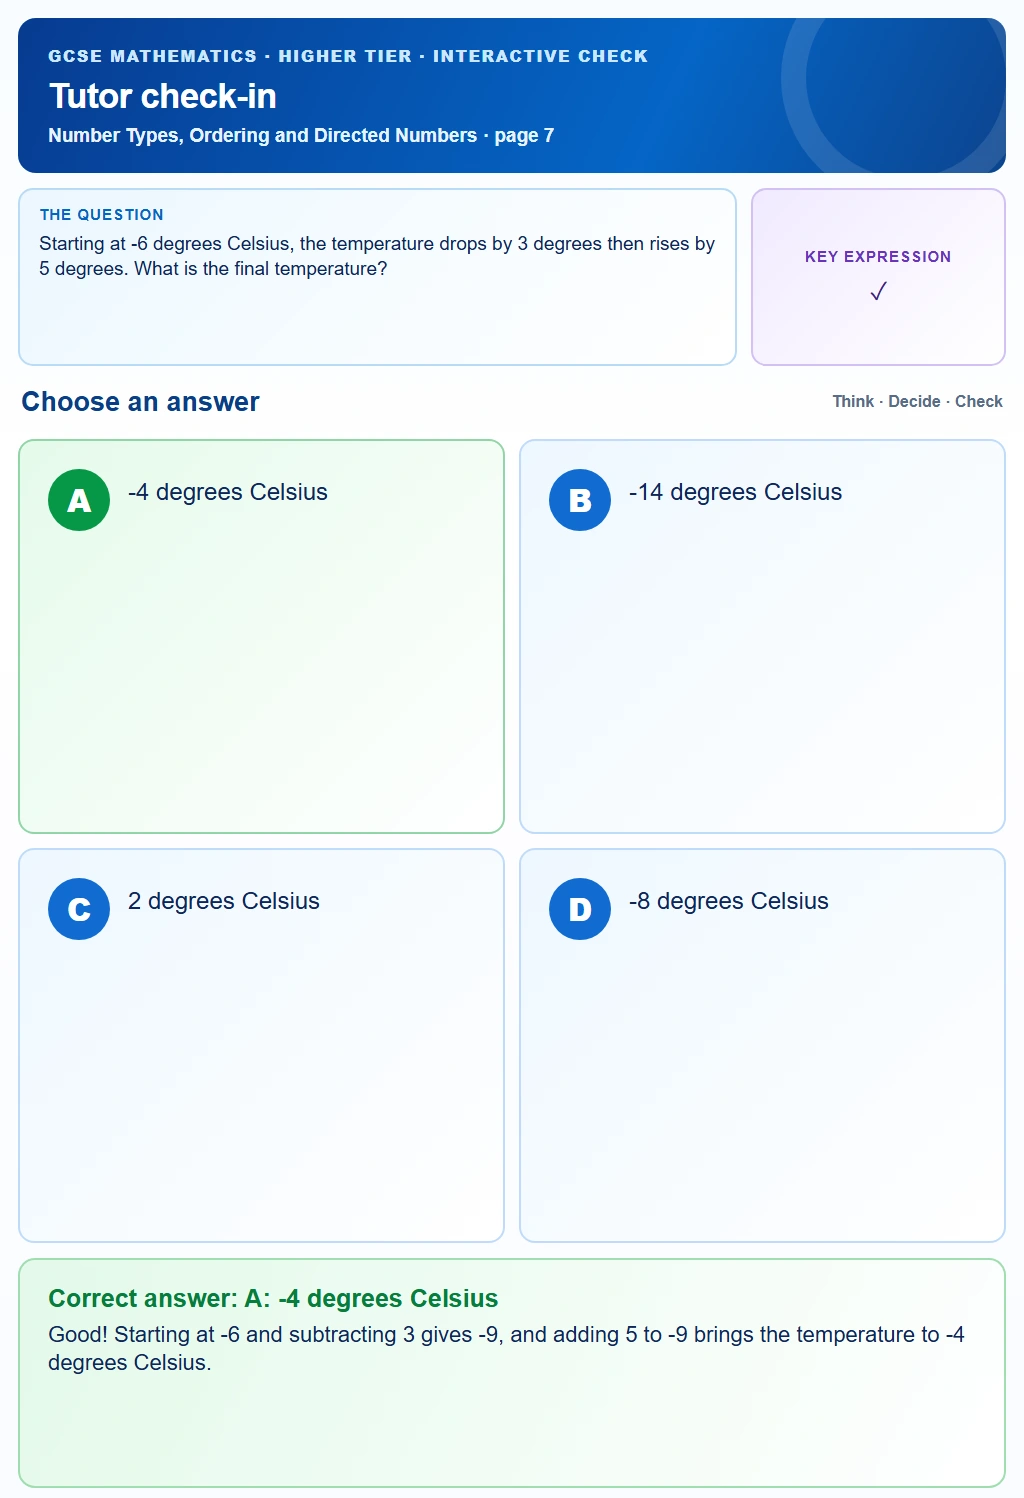 GCSE MATHEMATICS · HIGHER TIER · INTERACTIVE CHECK
Tutor check-in
Number Types, Ordering and Directed Numbers · page 7
THE QUESTION
Starting at -6 degrees Celsius, the temperature drops by 3 degrees then rises by
5 degrees. What is the final temperature?
KEY EXPRESSION
✓
Choose an answer
Think · Decide · Check
A
-4 degrees Celsius
B
-14 degrees Celsius
C
2 degrees Celsius
D
-8 degrees Celsius
Correct answer: A: -4 degrees Celsius
Good! Starting at -6 and subtracting 3 gives -9, and adding 5 to -9 brings the temperature to -4
degrees Celsius.